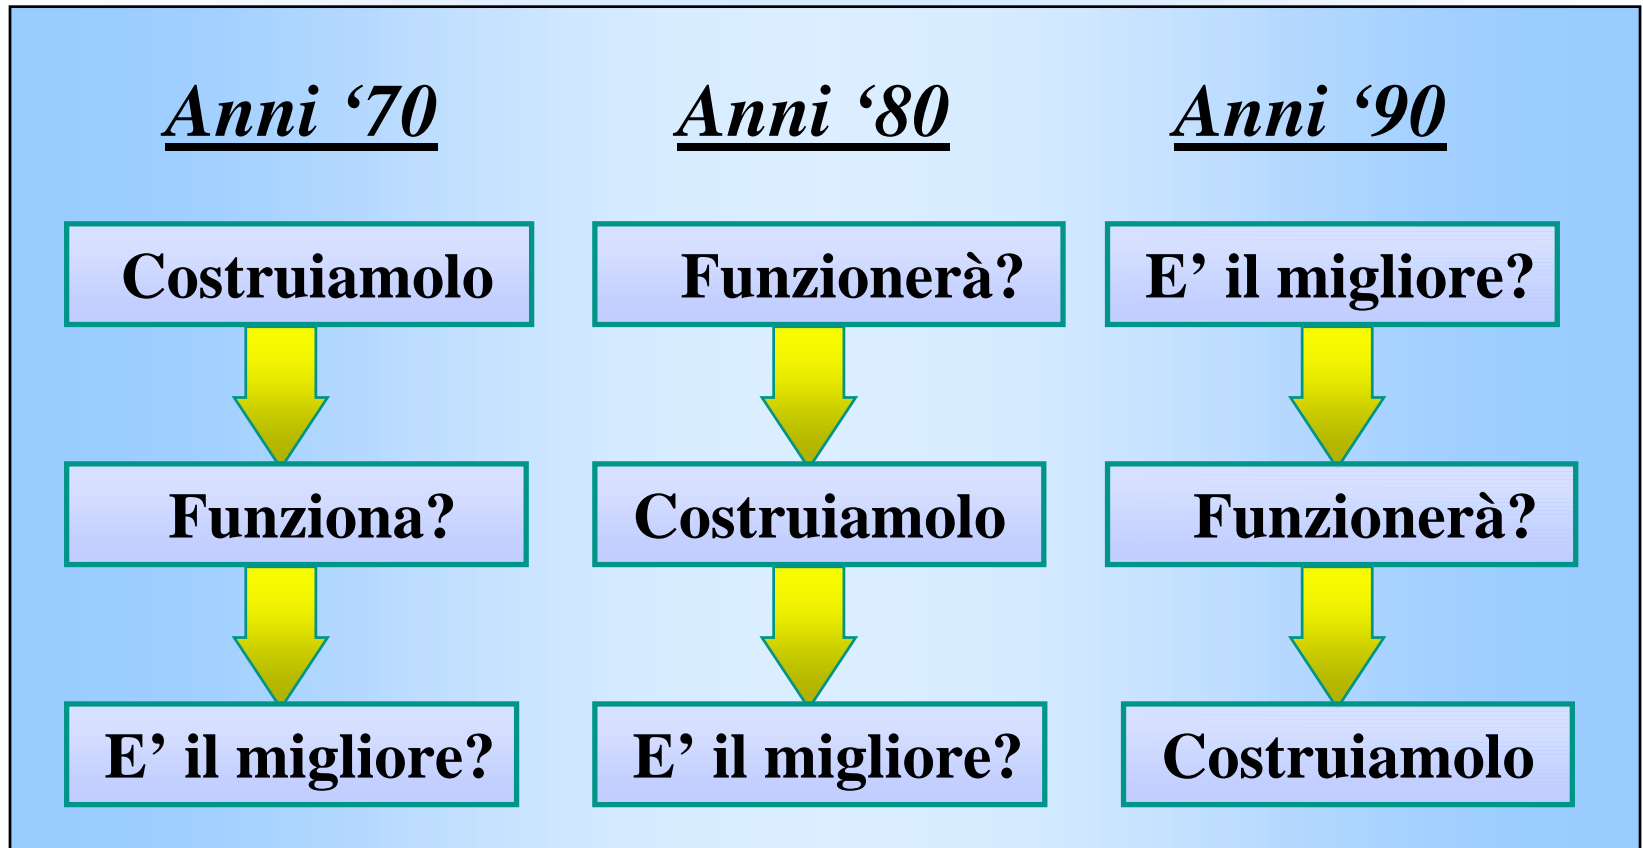 Anni ‘70
Anni ‘80
Anni ‘90
Costruiamolo
Funzionerà?
E’ il migliore?
Funziona?
Costruiamolo
Funzionerà?
E’ il migliore?
E’ il migliore?
Costruiamolo